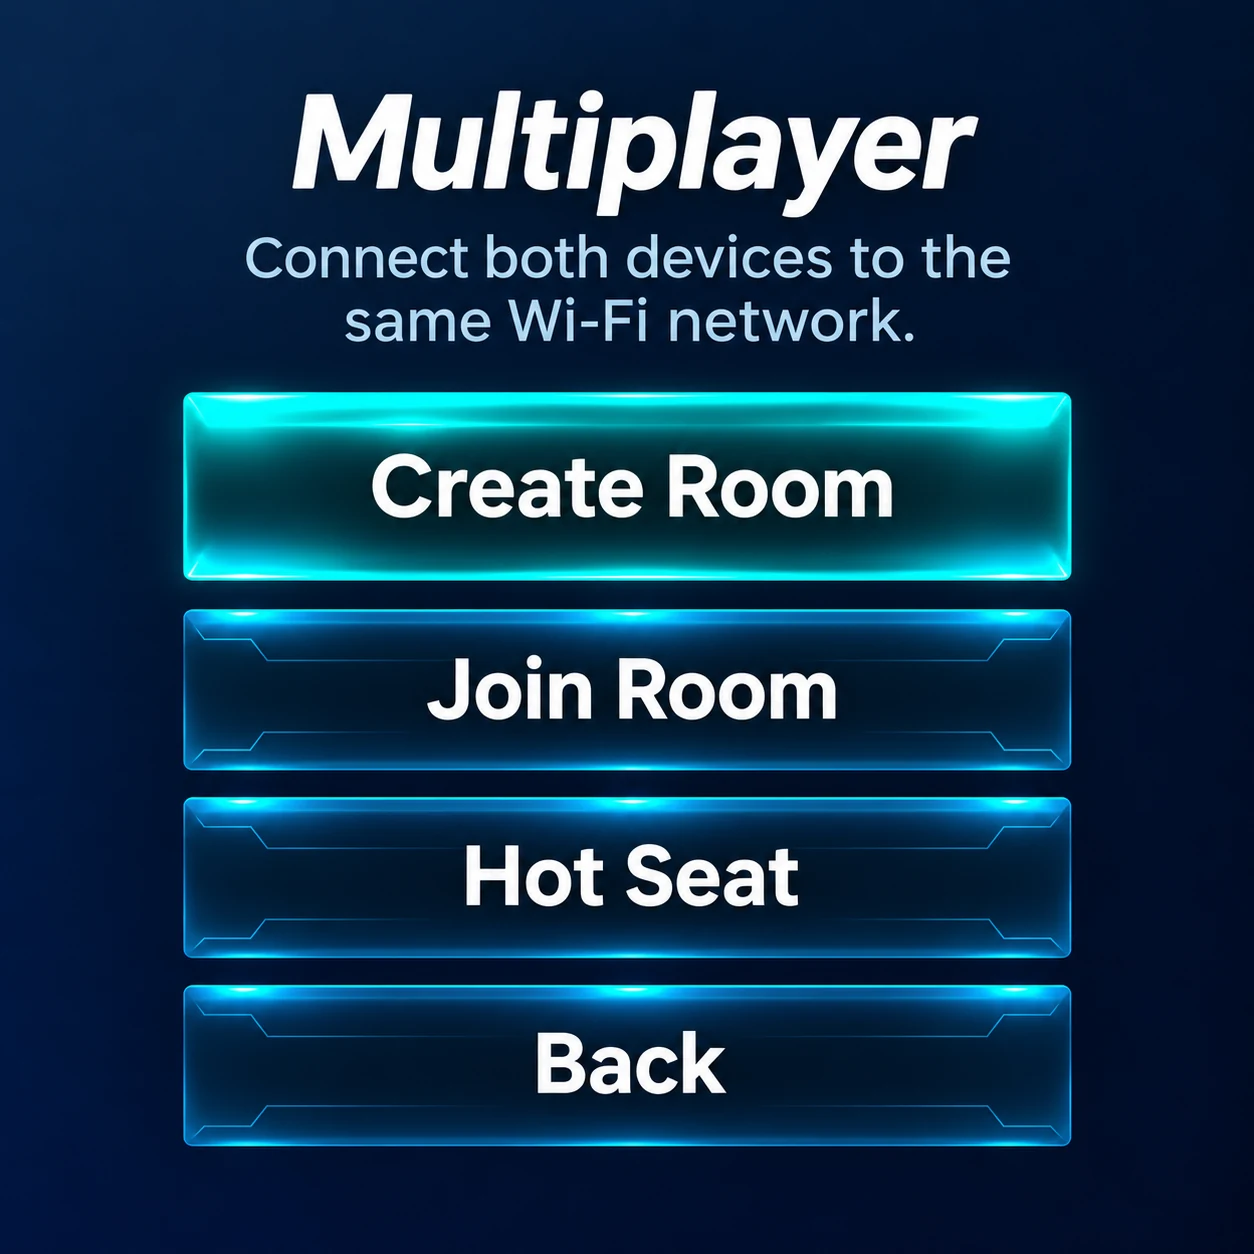 Multiplayer
Connect both devices to the
same Wi-Fi network.
Create Room
Join Room
Hot Seat
Back